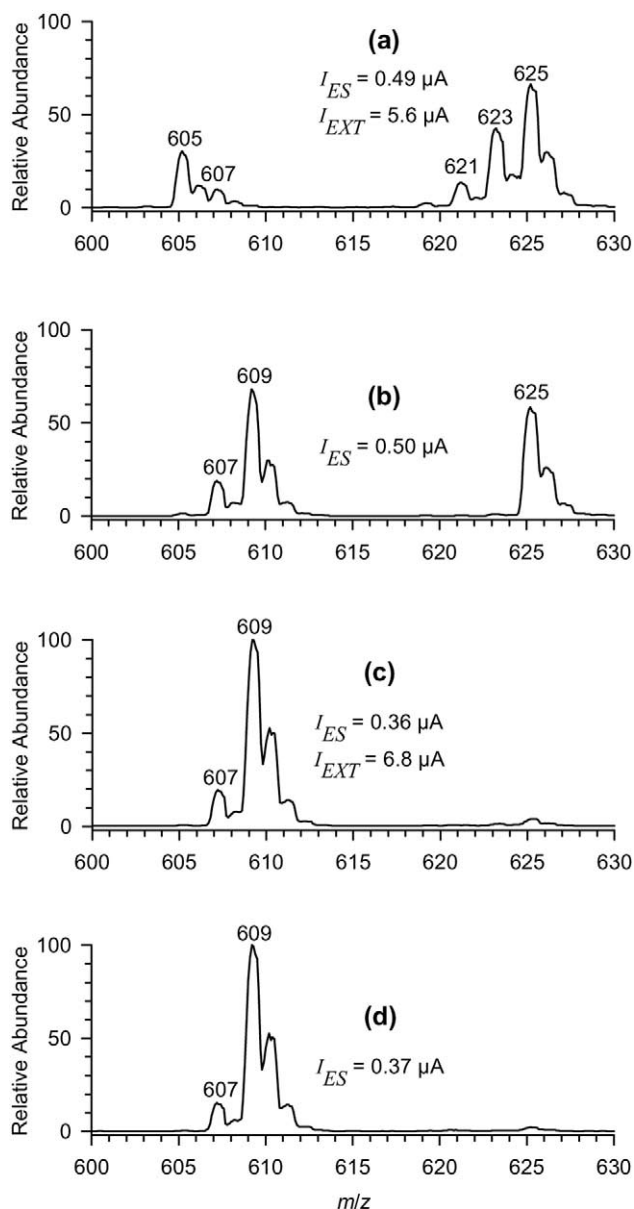 100
50
0
Relative Abundance
(a)
I_ES = 0.49 µA
I_EXT = 5.6 µA
605
607
621
623
625
600 605 610 615 620 625 630
100
50
0
Relative Abundance
(b)
I_ES = 0.50 µA
607
609
625
600 605 610 615 620 625 630
100
50
0
Relative Abundance
(c)
I_ES = 0.36 µA
I_EXT = 6.8 µA
607
609
600 605 610 615 620 625 630
100
50
0
Relative Abundance
(d)
I_ES = 0.37 µA
607
609
600 605 610 615 620 625 630
m/z